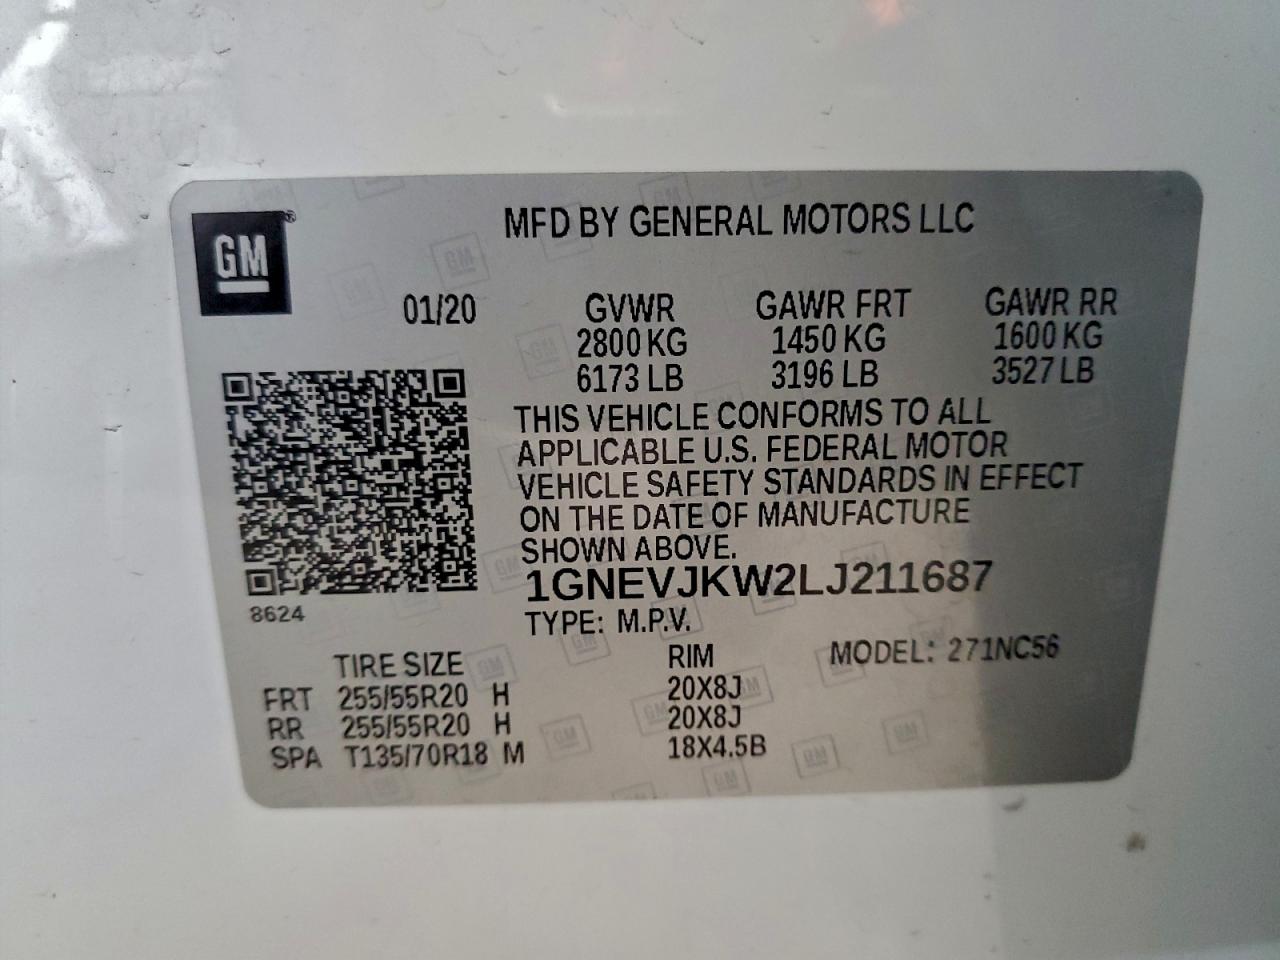 GM®
MFD BY GENERAL MOTORS LLC
01/20 GVWR GAWR FRT GAWR RR
2800 KG 1450 KG 1600 KG
6173 LB 3196 LB 3527 LB
THIS VEHICLE CONFORMS TO ALL
APPLICABLE U.S. FEDERAL MOTOR
VEHICLE SAFETY STANDARDS IN EFFECT
ON THE DATE OF MANUFACTURE
SHOWN ABOVE.
1GNEVJKW2LJ211687
8624
TYPE: M.P.V.
TIRE SIZE RIM MODEL: 271NC56
FRT 255/55R20 H 20X8J
RR 255/55R20 H 20X8J
SPA T135/70R18 M 18X4.5B